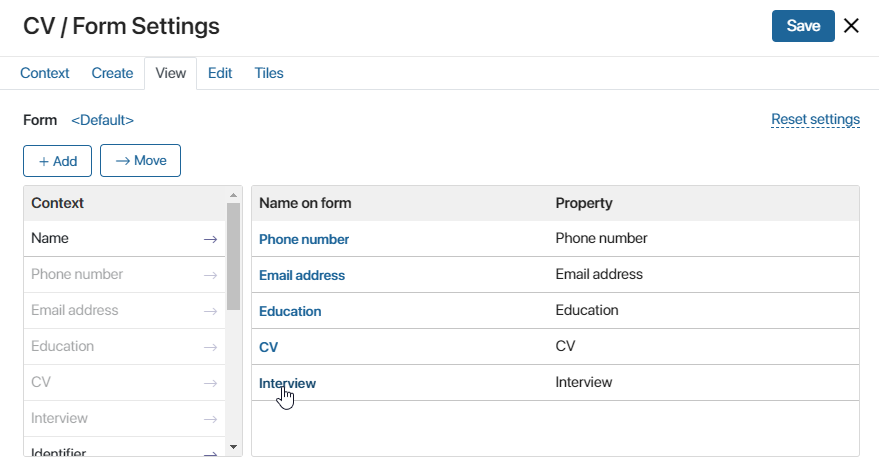 CV / Form Settings
Save
Context Create View Edit Tiles
Form <Default> Reset settings
+ Add → Move
Context Name on form Property
Name → Phone number Phone number
Phone number → Email address Email address
Email address → Education Education
Education → CV CV
CV → Interview Interview
Interview →
Identifier →